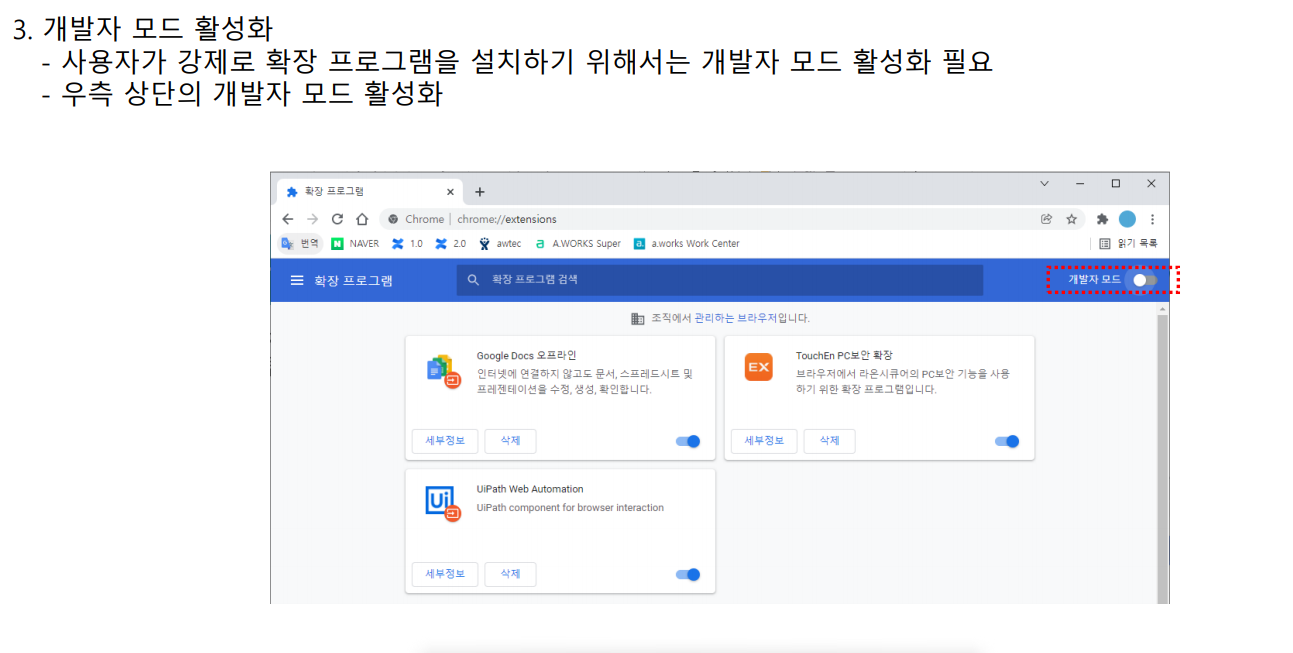 3. 개발자 모드 활성화
- 사용자가 강제로 확장 프로그램을 설치하기 위해서는 개발자 모드 활성화 필요
- 우측 상단의 개발자 모드 활성화
확장 프로그램
Chrome | chrome://extensions
번역 NAVER 1.0 2.0 awtec A.WORKS Super a.works Work Center 읽기 목록
확장 프로그램 확장 프로그램 검색 개발자 모드
조직에서 관리하는 브라우저입니다.
Google Docs 오프라인
인터넷에 연결하지 않고도 문서, 스프레드시트 및
프레젠테이션을 수정, 생성, 확인합니다.
세부정보 삭제
EX
TouchEn PC보안 확장
브라우저에서 라온시큐어의 PC보안 기능을 사용
하기 위한 확장 프로그램입니다.
세부정보 삭제
Ui
UiPath Web Automation
UiPath component for browser interaction
세부정보 삭제